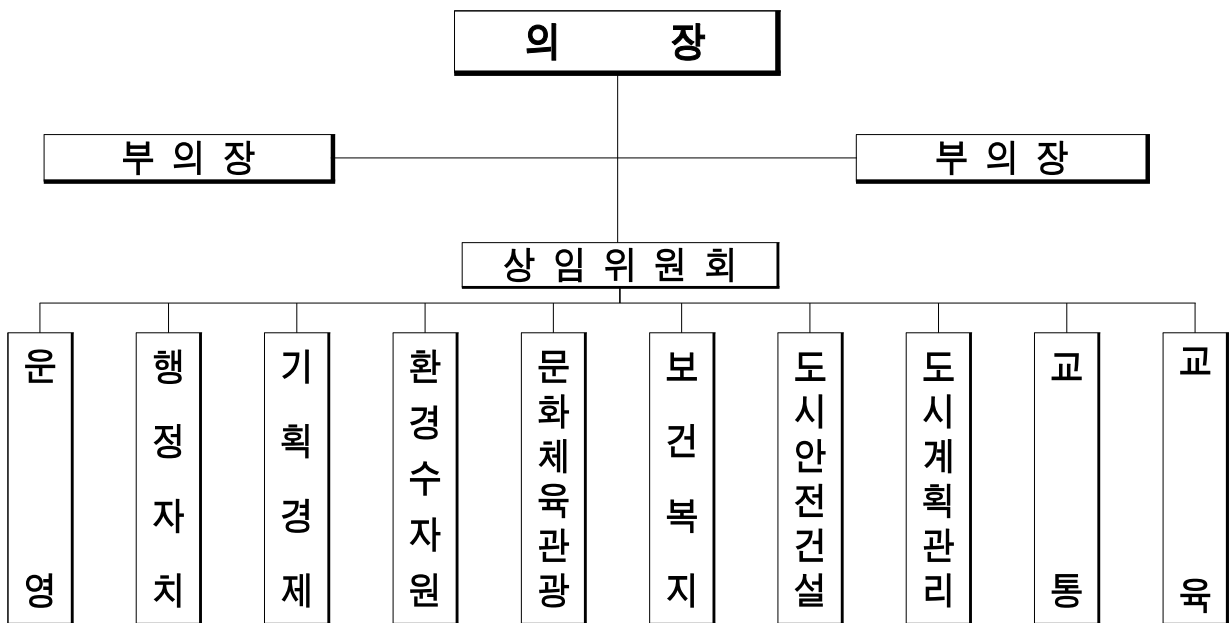 의 장
부 의 장
부 의 장
상 임 위 원 회
운영
행정자치
기획경제
환경수자원
문화체육관광
보건복지
도시안전건설
도시계획관리
교통
교육